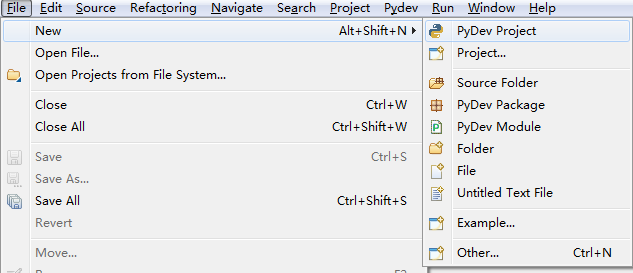 File Edit Source Refactoring Navigate Search Project Pydev Run Window Help
New Alt+Shift+N
Open File...
Open Projects from File System...
Close Ctrl+W
Close All Ctrl+Shift+W
Save Ctrl+S
Save As...
Save All Ctrl+Shift+S
Revert
Move...
F2
PyDev Project
Project...
Source Folder
PyDev Package
PyDev Module
Folder
File
Untitled Text File
Example...
Other... Ctrl+N